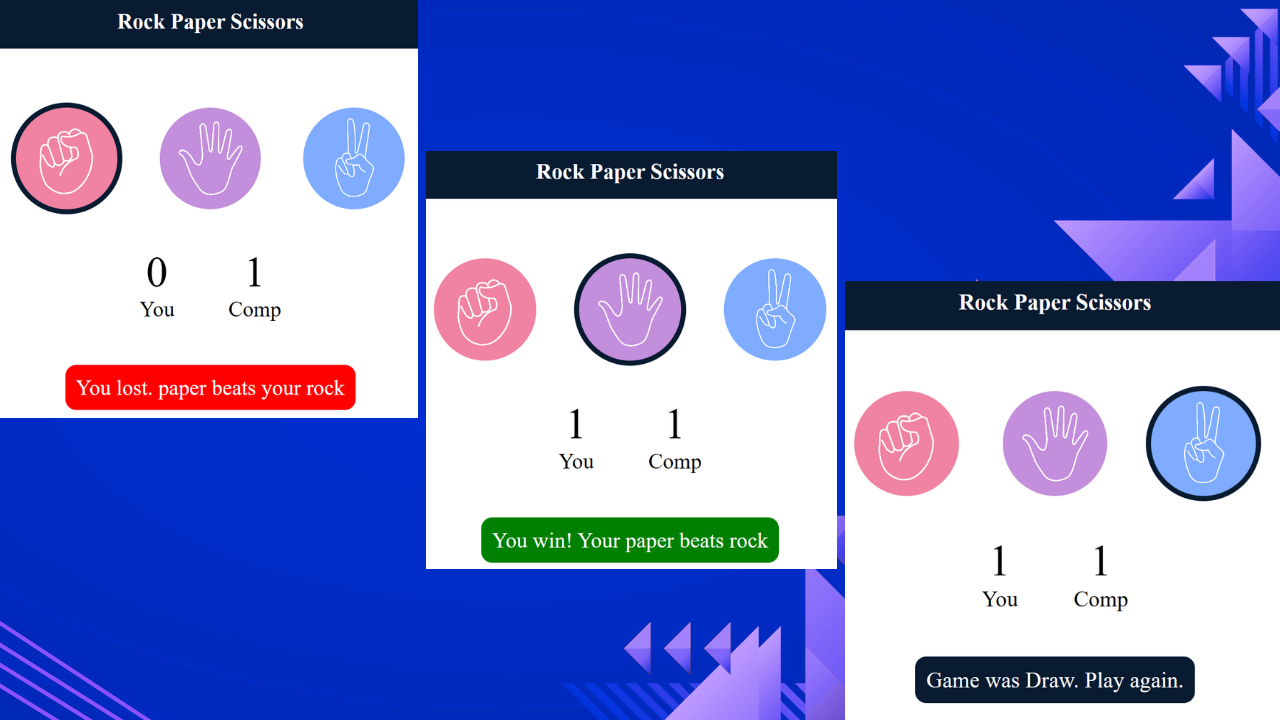 Rock Paper Scissors
0 1
You Comp
You lost. paper beats your rock
Rock Paper Scissors
1 1
You Comp
You win! Your paper beats rock
Rock Paper Scissors
1 1
You Comp
Game was Draw. Play again.